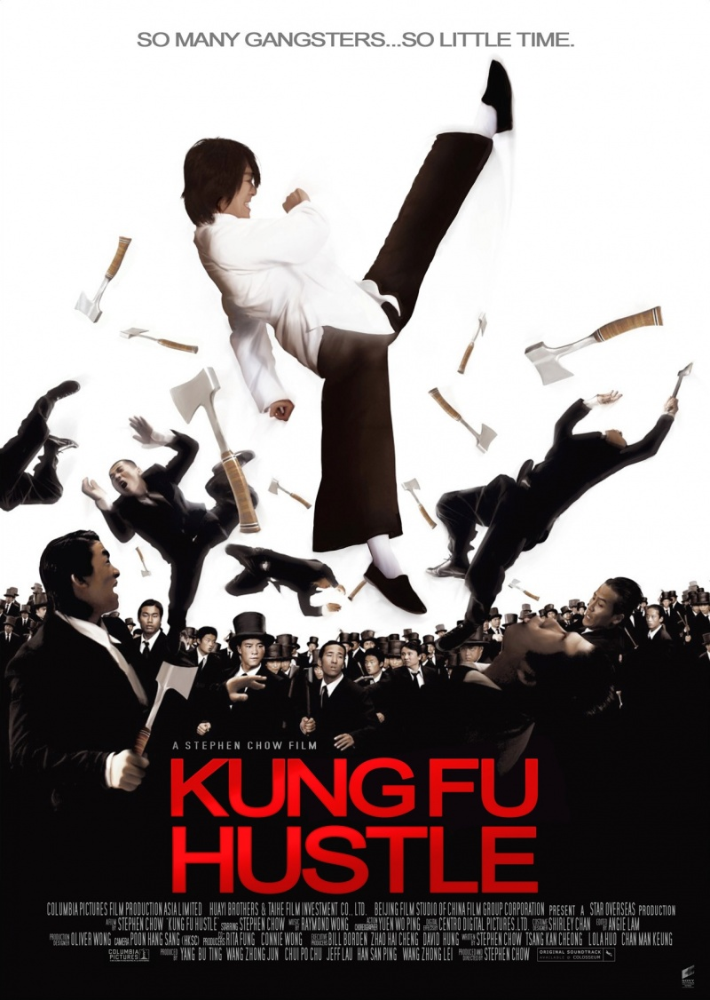 SO MANY GANGSTERS...SO LITTLE TIME.
A STEPHEN CHOW FILM
KUNG FU
HUSTLE
COLUMBIA PICTURES FILM PRODUCTION ASIA LIMITED HUAYI BROTHERS & TAIHE FILM INVESTMENT CO., LTD. BEIJING FILM STUDIO OF CHINA FILM GROUP CORPORATION PRESENT A STAR OVERSEAS PRODUCTION
A FILM BY STEPHEN CHOW "KUNG FU HUSTLE" STARRING STEPHEN CHOW MUSIC BY RAYMOND WONG ACTION CHOREOGRAPHER YUEN WO PING DIGITAL EFFECTS BY CENTRO DIGITAL PICTURES LTD. COSTUME DESIGNER SHIRLEY CHAN EDITED BY ANGIE LAM
PRODUCTION DESIGNER OLIVER WONG CAMERA POON HANG SANG (HKSC) PRODUCERS RITA FUNG CONNIE WONG EXECUTIVE PRODUCERS BILL BORDEN ZHAO HAI CHENG DAVID HUNG WRITTEN BY STEPHEN CHOW TSANG KAN CHEONG LOLA HUO CHAN MAN KEUNG
COLUMBIA PICTURES PRODUCED BY YANG BU TING WANG ZHONG JUN CHUI PO CHU JEFF LAU HAN SAN PING WANG ZHONG LEI PRODUCED AND DIRECTED BY STEPHEN CHOW ORIGINAL SOUNDTRACK AVAILABLE COLOSSEUM
SONY